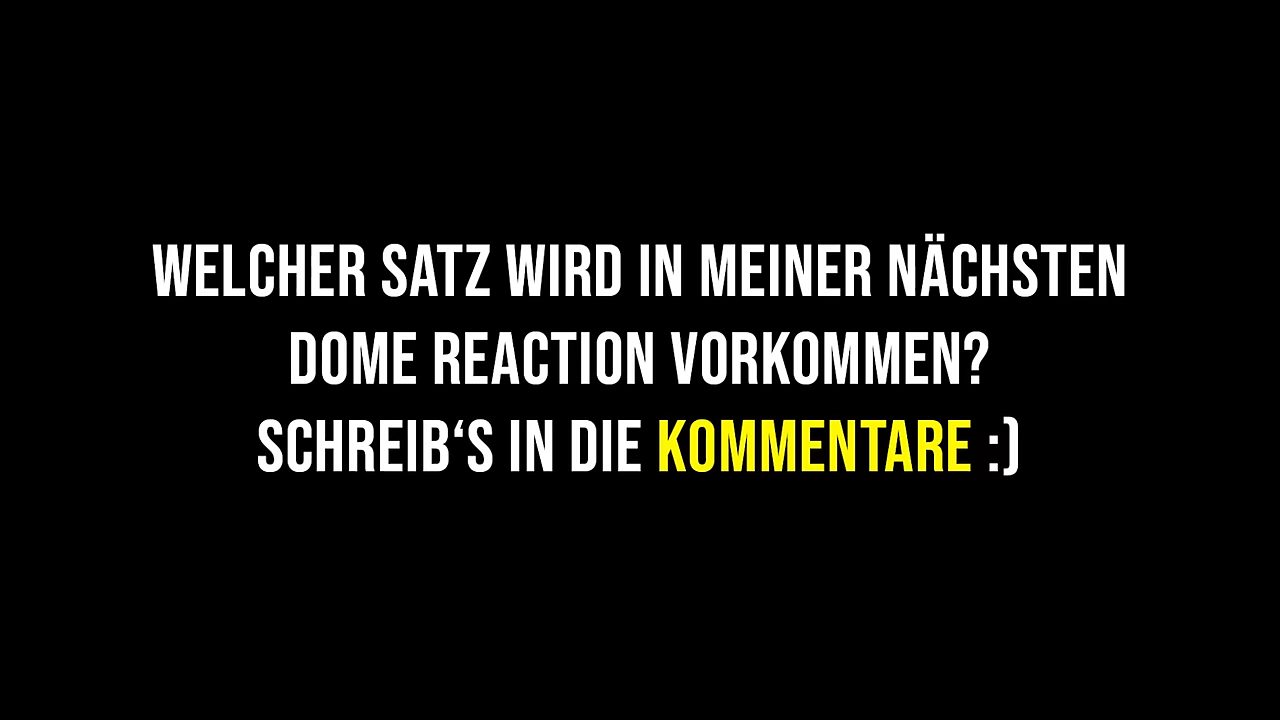 WELCHER SATZ WIRD IN MEINER NÄCHSTEN
DOME REACTION VORKOMMEN?
SCHREIB‘S IN DIE KOMMENTARE :)